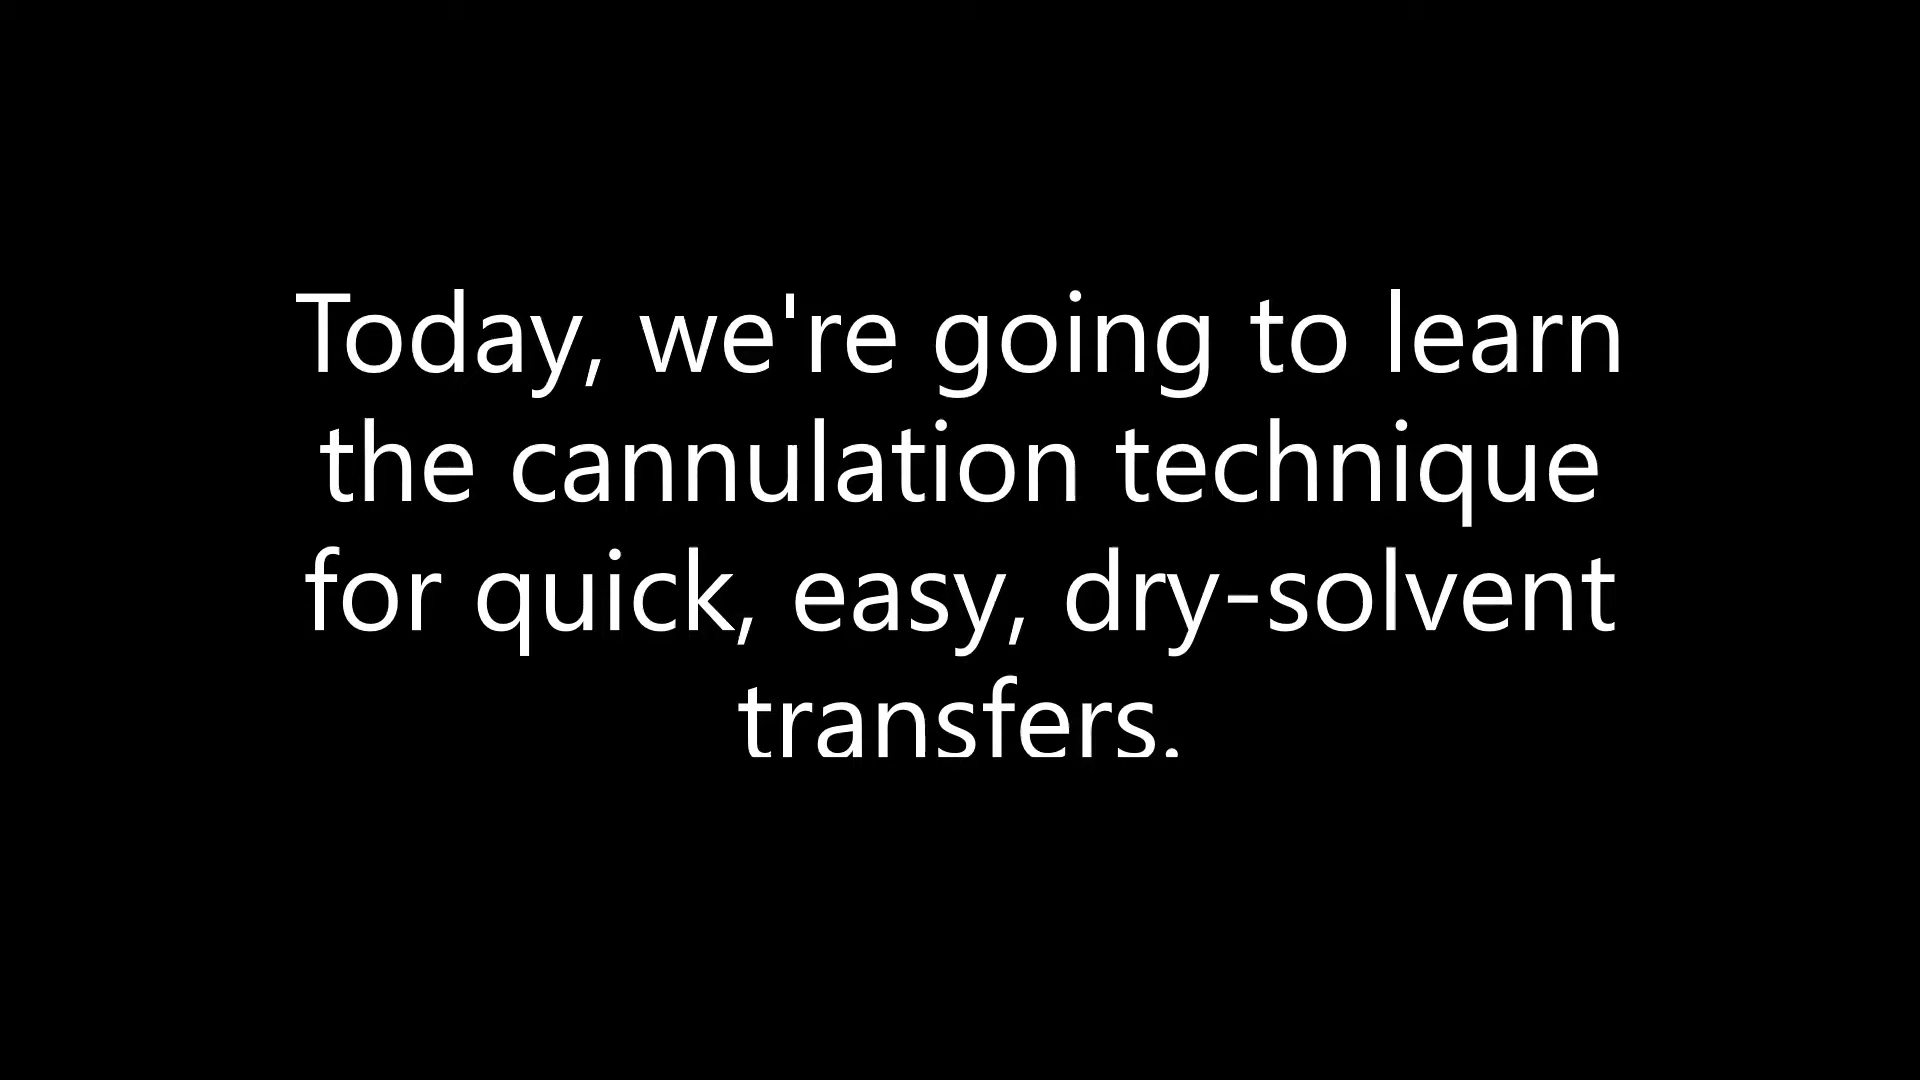 Today, we're going to learn
the cannulation technique
for quick, easy, dry-solvent
transfers.